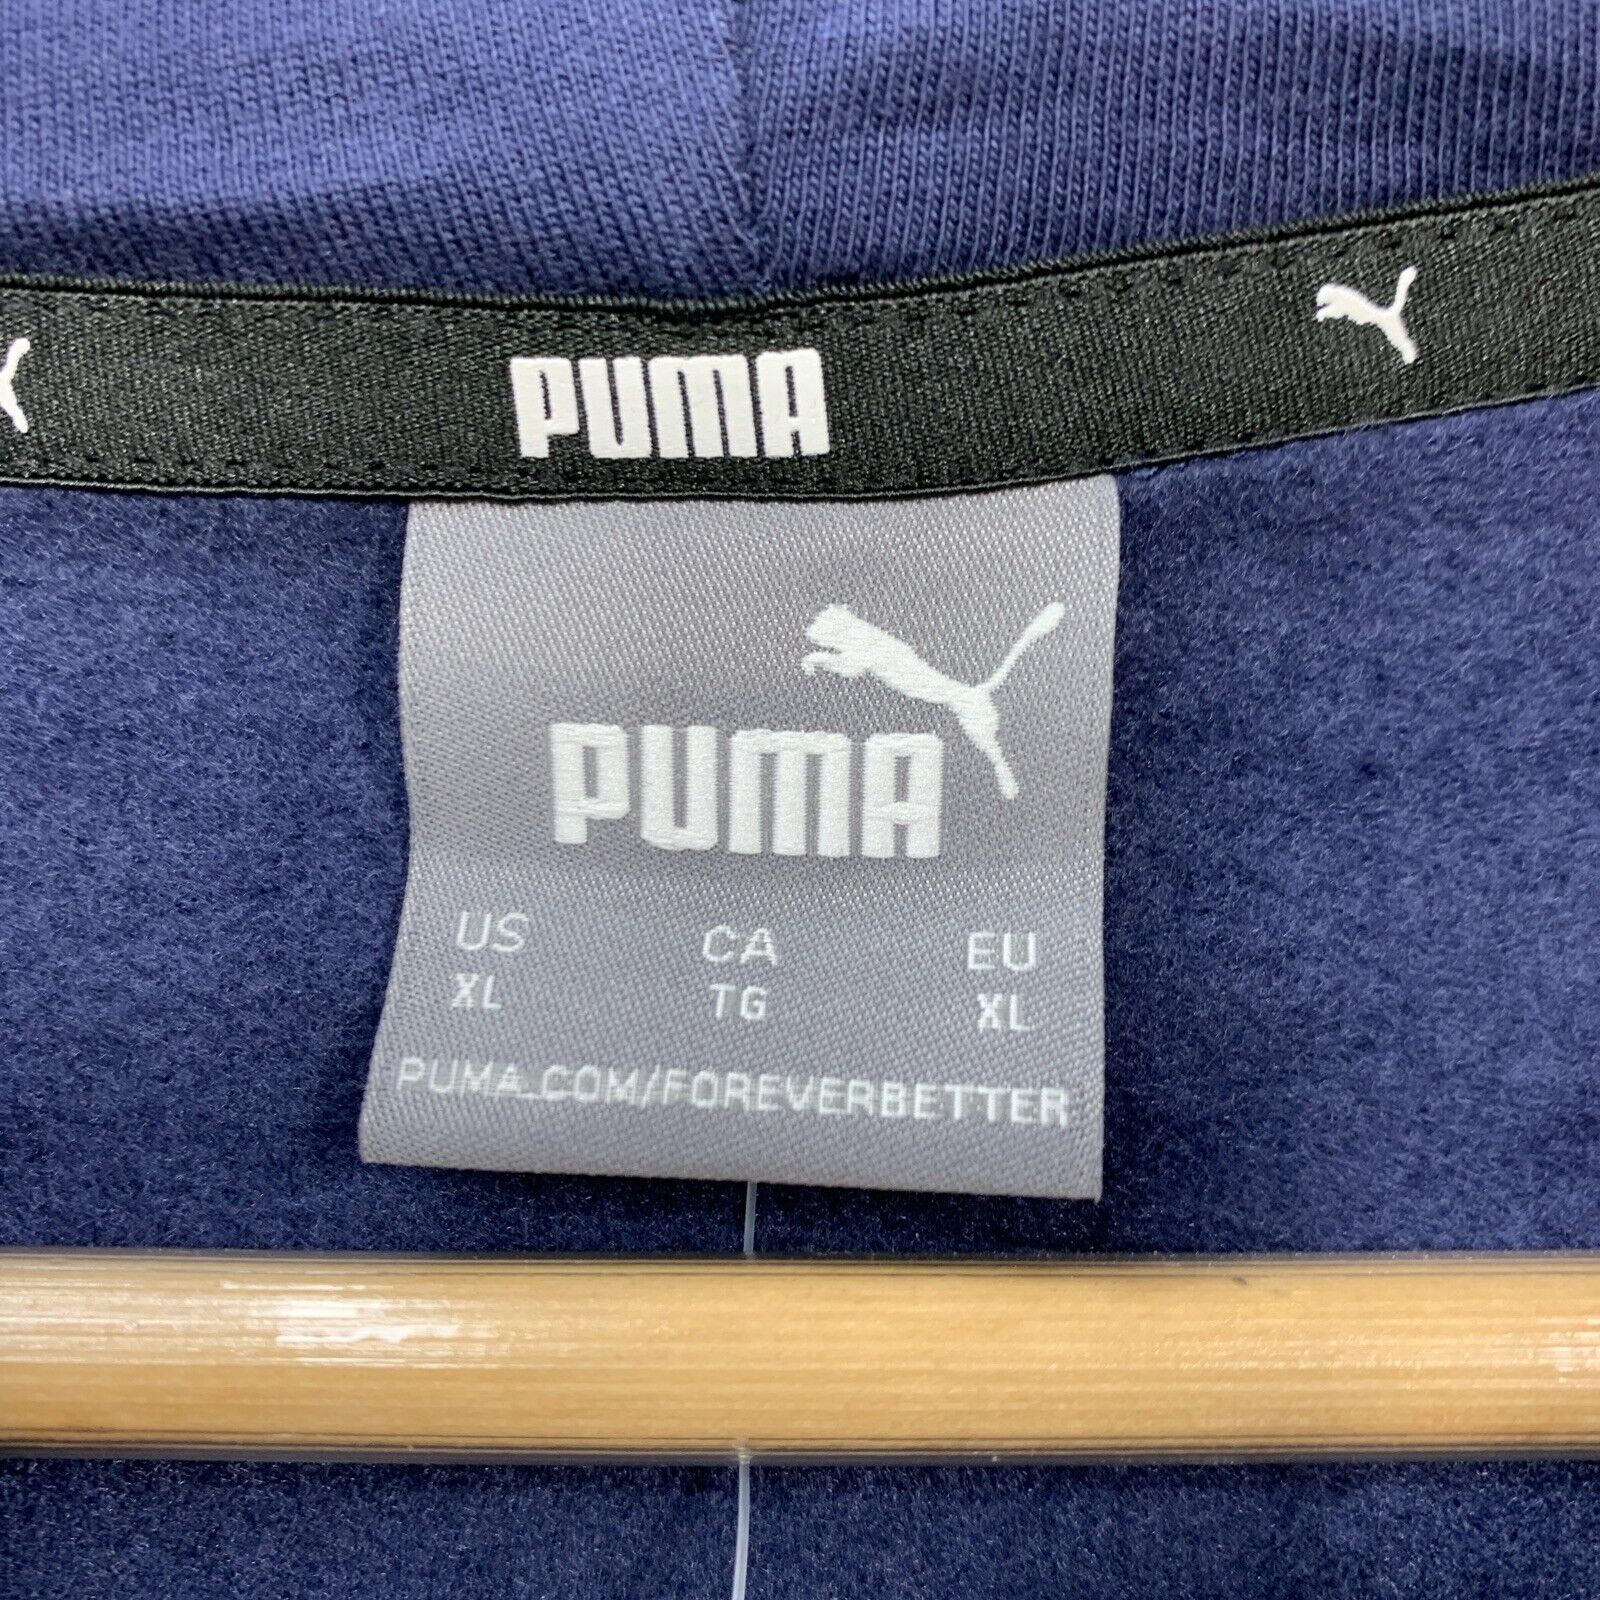 PUMA
PUMA
US CA EU
XL TG XL
PUMA.COM/FOREVERBETTER